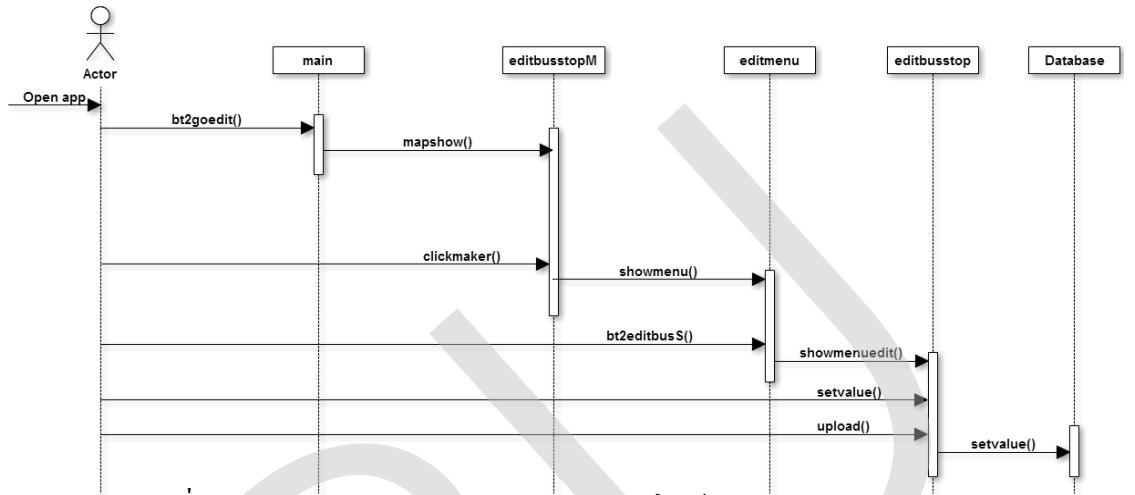 main
editbusstopM
editmenu
editbusstop
Database
Actor
Open app
bt2goedit()
mapshow()
clickmaker()
showmenu()
bt2editbusS()
showmenuedit()
setvalue()
upload()
setvalue()